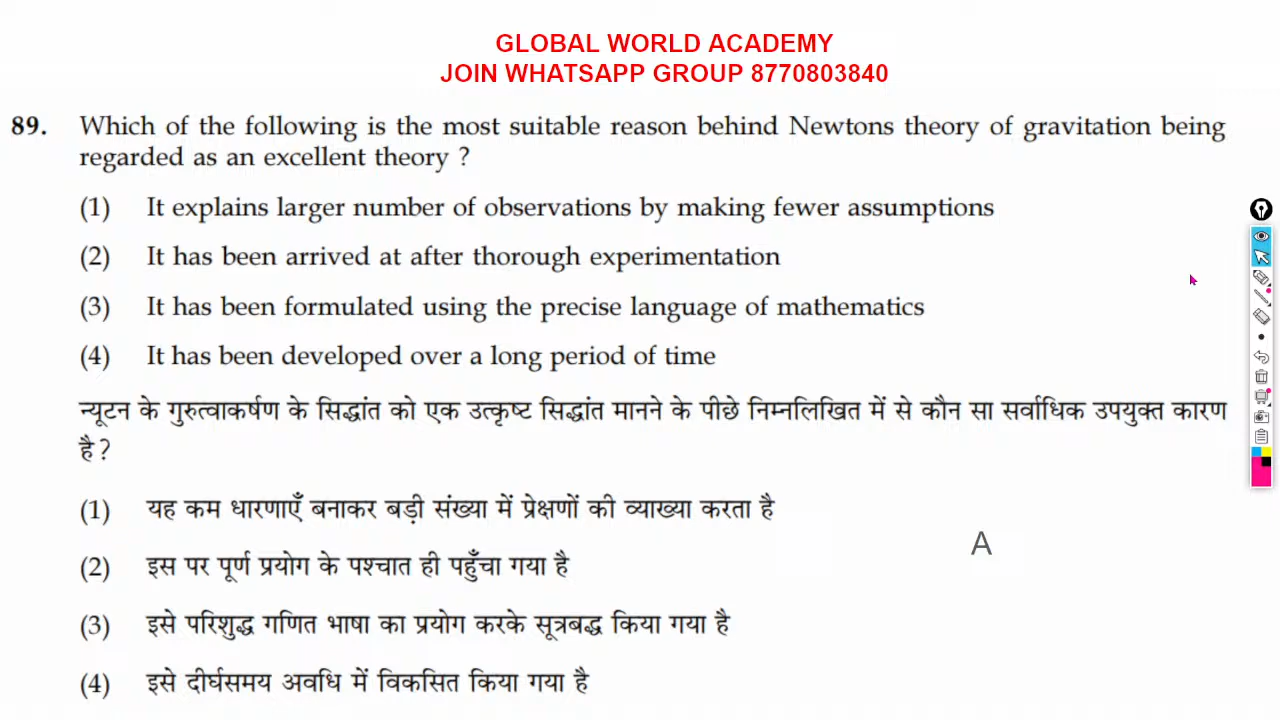 GLOBAL WORLD ACADEMY
JOIN WHATSAPP GROUP 8770803840
89. Which of the following is the most suitable reason behind Newtons theory of gravitation being
regarded as an excellent theory ?
(1) It explains larger number of observations by making fewer assumptions
(2) It has been arrived at after thorough experimentation
(3) It has been formulated using the precise language of mathematics
(4) It has been developed over a long period of time
न्यूटन के गुरुत्वाकर्षण के सिद्धांत को एक उत्कृष्ट सिद्धांत मानने के पीछे निम्नलिखित में से कौन सा सर्वाधिक उपयुक्त कारण
है?
(1) यह कम धारणाएँ बनाकर बड़ी संख्या में प्रेक्षणों की व्याख्या करता है
A
(2) इस पर पूर्ण प्रयोग के पश्चात ही पहुँचा गया है
(3) इसे परिशुद्ध गणित भाषा का प्रयोग करके सूत्रबद्ध किया गया है
(4) इसे दीर्घसमय अवधि में विकसित किया गया है